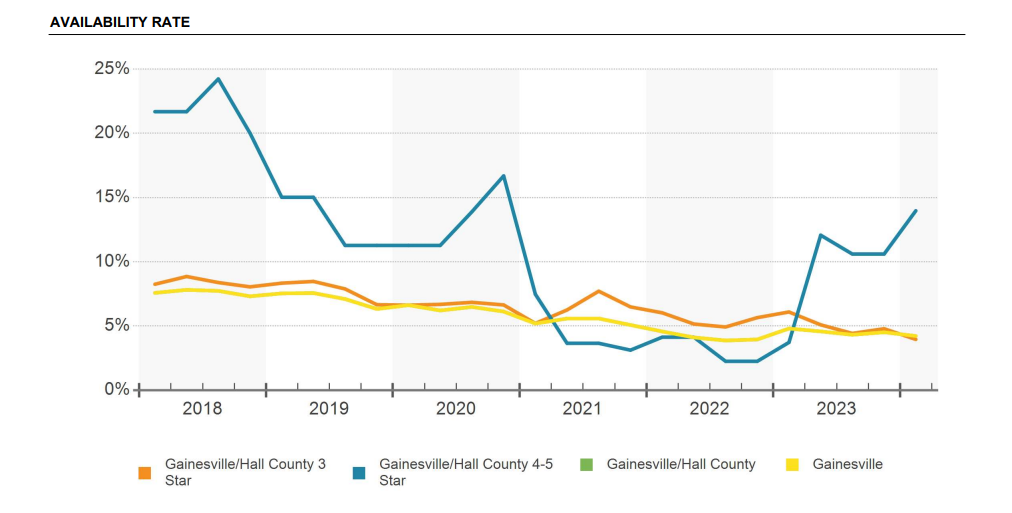 AVAILABILITY RATE
25%
20%
15%
10%
5%
0%
2018 2019 2020 2021 2022 2023
Gainesville/Hall County 3 Star
Gainesville/Hall County 4-5 Star
Gainesville/Hall County
Gainesville